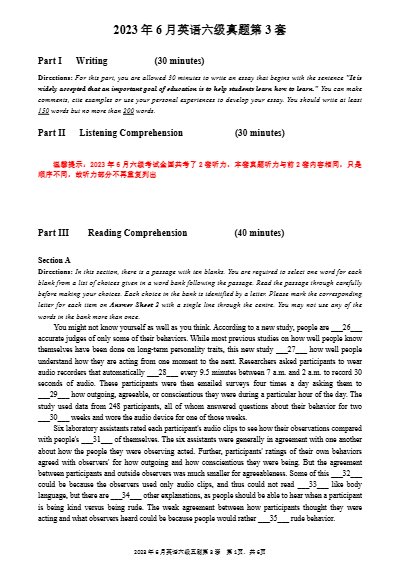 2023 年 6 月英语六级真题第 3 套
Part I Writing (30 minutes)
Directions: For this part, you are allowed 30 minutes to write an essay that begins with the sentence "It is
widely accepted that an important goal of education is to help students learn how to learn." You can make
comments, cite examples or use your personal experiences to develop your essay. You should write at least
150 words but no more than 200 words.
Part II Listening Comprehension (30 minutes)
温馨提示：2023 年 6 月六级考试全国共考了 2 套听力，本套真题听力与前 2 套内容相同，只是
顺序不同，故听力部分不再重复列出
Part III Reading Comprehension (40 minutes)
Section A
Directions: In this section, there is a passage with ten blanks. You are required to select one word for each
blank from a list of choices given in a word bank following the passage. Read the passage through carefully
before making your choices. Each choice in the bank is identified by a letter. Please mark the corresponding
letter for each item on Answer Sheet 2 with a single line through the centre. You may not use any of the
words in the bank more than once.
You might not know yourself as well as you think. According to a new study, people are ___26___
accurate judges of only some of their behaviors. While most previous studies on how well people know
themselves have been done on long-term personality traits, this new study ___27___ how well people
understand how they are acting from one moment to the next. Researchers asked participants to wear
audio recorders that automatically ___28___ every 9.5 minutes between 7 a.m. and 2 a.m. to record 30
seconds of audio. These participants were then emailed surveys four times a day asking them to
___29___ how outgoing, agreeable, or conscientious they were during a particular hour of the day. The
study used data from 248 participants, all of whom answered questions about their behavior for two
___30___ weeks and wore the audio device for one of those weeks.
Six laboratory assistants rated each participant's audio clips to see how their observations compared
with people's ___31___ of themselves. The six assistants were generally in agreement with one another
about how the people they were observing acted. Further, participants' ratings of their own behaviors
agreed with observers' for how outgoing and how conscientious they were being. But the agreement
between participants and outside observers was much smaller for agreeableness. Some of this ___32___
could be because the observers used only audio clips, and thus could not read ___33___ like body
language, but there are ___34___ other explanations, as people should be able to hear when a participant
is being kind versus being rude. The weak agreement between how participants thought they were
acting and what observers heard could be because people would rather ___35___ rude behavior.
2023 年 6 月英语六级真题第 3 套 第 1页，共 6页